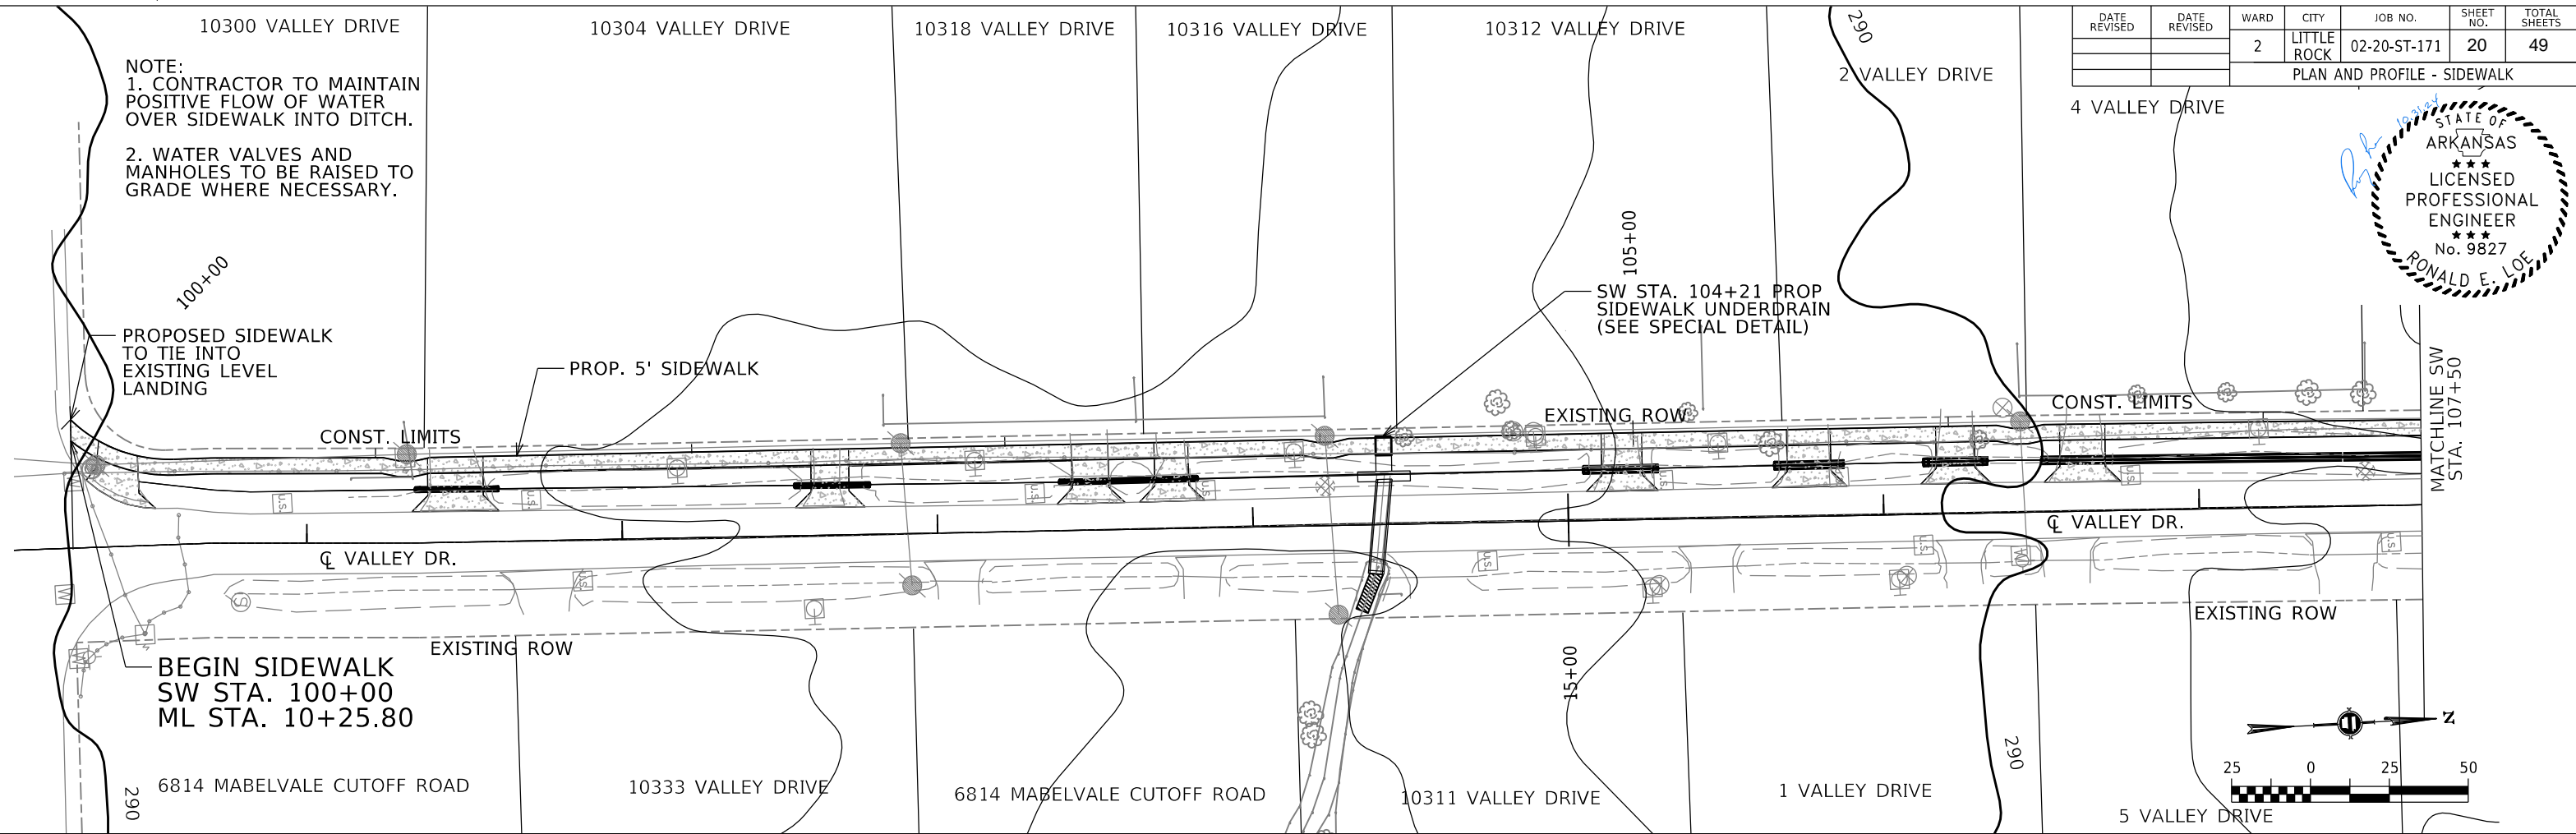 10300 VALLEY DRIVE
10304 VALLEY DRIVE
10318 VALLEY DRIVE
10316 VALLEY DRIVE
10312 VALLEY DRIVE
290
2 VALLEY DRIVE
4 VALLEY DRIVE
DATE REVISED
DATE REVISED
WARD
CITY
JOB NO.
SHEET NO.
TOTAL SHEETS
2
LITTLE ROCK
02-20-ST-171
20
49
PLAN AND PROFILE - SIDEWALK
10.31.24
STATE OF
ARKANSAS
★★★
LICENSED
PROFESSIONAL
ENGINEER
★★★
No. 9827
RONALD E. LOE
NOTE:
1. CONTRACTOR TO MAINTAIN
POSITIVE FLOW OF WATER
OVER SIDEWALK INTO DITCH.
2. WATER VALVES AND
MANHOLES TO BE RAISED TO
GRADE WHERE NECESSARY.
100+00
105+00
PROPOSED SIDEWALK
TO TIE INTO
EXISTING LEVEL
LANDING
PROP. 5' SIDEWALK
SW STA. 104+21 PROP
SIDEWALK UNDERDRAIN
(SEE SPECIAL DETAIL)
MATCHLINE SW
STA. 107+50
CONST. LIMITS
EXISTING ROW
CONST. LIMITS
U.S.
U.S.
U.S.
U.S.
U.S.
U.S.
℄ VALLEY DR.
℄ VALLEY DR.
W
S
U.S.
U.S.
U.S.
W
U.S.
EXISTING ROW
EXISTING ROW
BEGIN SIDEWALK
SW STA. 100+00
ML STA. 10+25.80
15+00
N
290
290
25 0 25 50
6814 MABELVALE CUTOFF ROAD
10333 VALLEY DRIVE
6814 MABELVALE CUTOFF ROAD
10311 VALLEY DRIVE
1 VALLEY DRIVE
5 VALLEY DRIVE